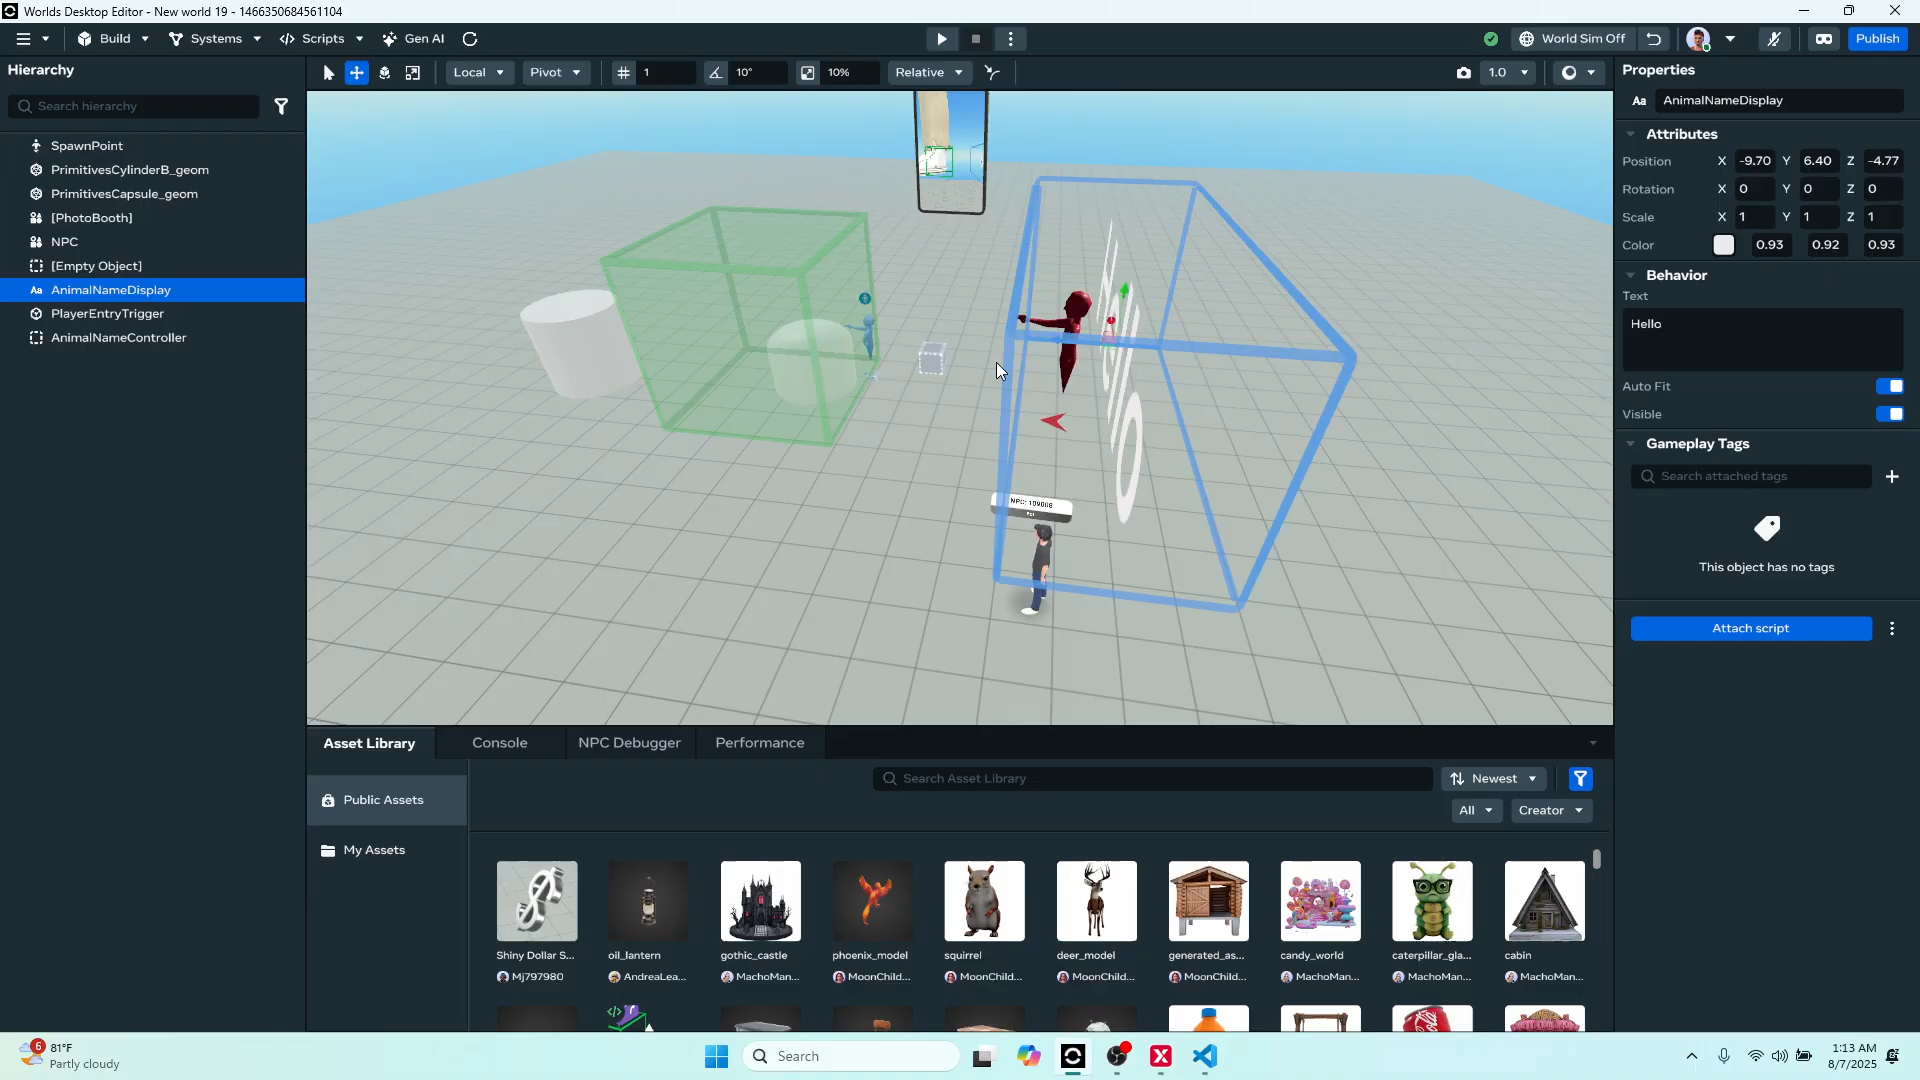 Worlds Desktop Editor - New world 19 - 1466350684561104
Build
Systems
Scripts
Gen AI
World Sim Off
Publish
Hierarchy
Search hierarchy
SpawnPoint
PrimitivesCylinderB_geom
PrimitivesCapsule_geom
[PhotoBooth]
NPC
[Empty Object]
Aa AnimalNameDisplay
PlayerEntryTrigger
AnimalNameController
Local
Pivot
1
10°
10%
Relative
1.0
NPC: 109008
Hello
Properties
Aa AnimalNameDisplay
Attributes
Position X -9.70 Y 6.40 Z -4.77
Rotation X 0 Y 0 Z 0
Scale X 1 Y 1 Z 1
Color 0.93 0.92 0.93
Behavior
Text
Hello
Auto Fit
Visible
Gameplay Tags
Search attached tags
This object has no tags
Attach script
Asset Library
Console
NPC Debugger
Performance
Search Asset Library
Newest
All
Creator
Public Assets
My Assets
Shiny Dollar S...
Mj797980
oil_lantern
AndreaLea...
gothic_castle
MachoMan...
phoenix_model
MoonChild...
squirrel
MoonChild...
deer_model
MoonChild...
generated_as...
MoonChild...
candy_world
MachoMan...
caterpillar_gla...
MachoMan...
cabin
MachoMan...
6
81°F
Partly cloudy
Search
1:13 AM
8/7/2025